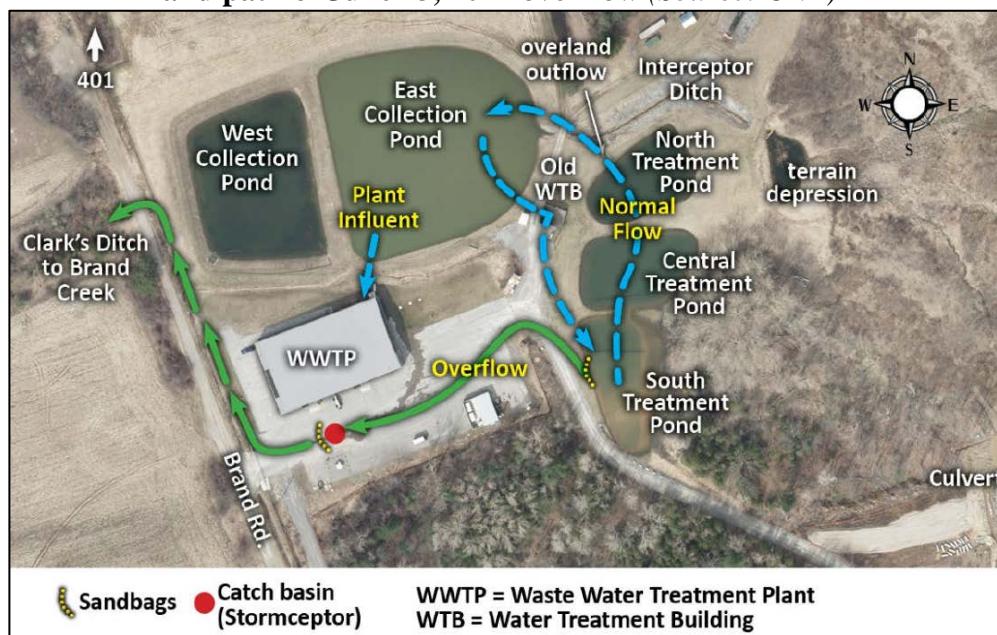 401
overland
outflow
Interceptor
Ditch
N
W E
S
East
Collection
Pond
West
Collection
Pond
North
Treatment
Pond
Old
WTB
terrain
depression
Plant
Influent
Normal
Flow
Clark's Ditch
to Brand
Creek
Central
Treatment
Pond
WWTP
Overflow
South
Treatment
Pond
Brand Rd.
Culvert
Sandbags
Catch basin
(Stormceptor)
WWTP = Waste Water Treatment Plant
WTB = Water Treatment Building